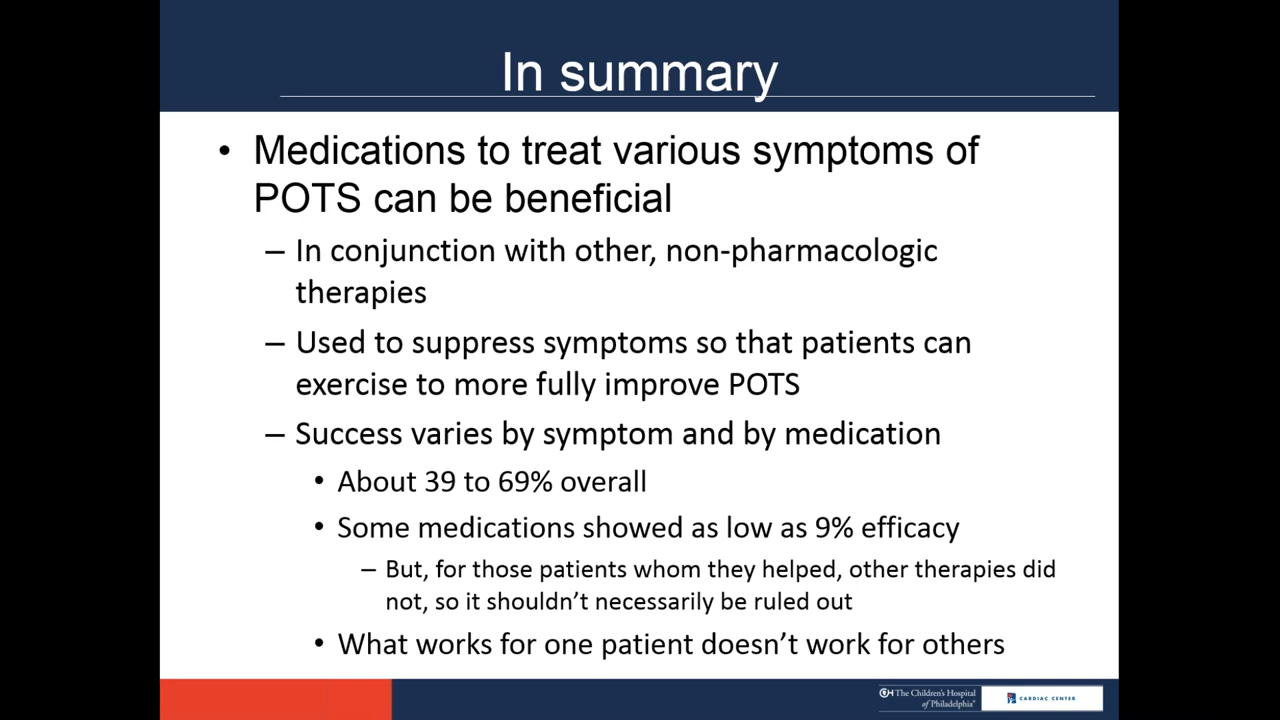 In summary
• Medications to treat various symptoms of
POTS can be beneficial
– In conjunction with other, non-pharmacologic
therapies
– Used to suppress symptoms so that patients can
exercise to more fully improve POTS
– Success varies by symptom and by medication
• About 39 to 69% overall
• Some medications showed as low as 9% efficacy
– But, for those patients whom they helped, other therapies did
not, so it shouldn’t necessarily be ruled out
• What works for one patient doesn’t work for others
The Children's Hospital
of Philadelphia®
CARDIAC CENTER